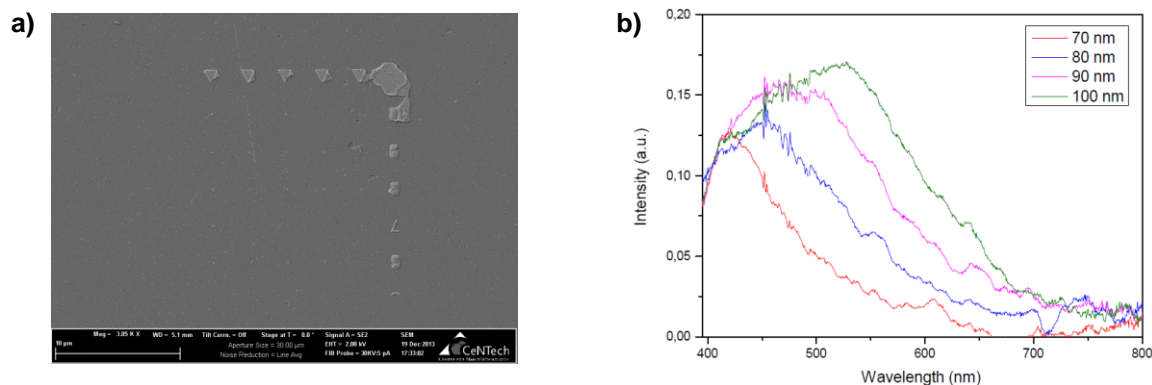 a)
Mag = 3.05 K X WD = 5.1 mm Tilt Corrn. = Off Stage at T = 0.0 ° Signal A = SE2 SEM
Aperture Size = 30.00 µm EHT = 2.00 kV 19 Dec 2013
10 µm Noise Reduction = Line Avg FIB Probe = 30KV:5 pA 17:33:02
CeNTech
b)
0,20
0,15
0,10
0,05
0,00
Intensity (a.u.)
70 nm
80 nm
90 nm
100 nm
400 500 600 700 800
Wavelength (nm)